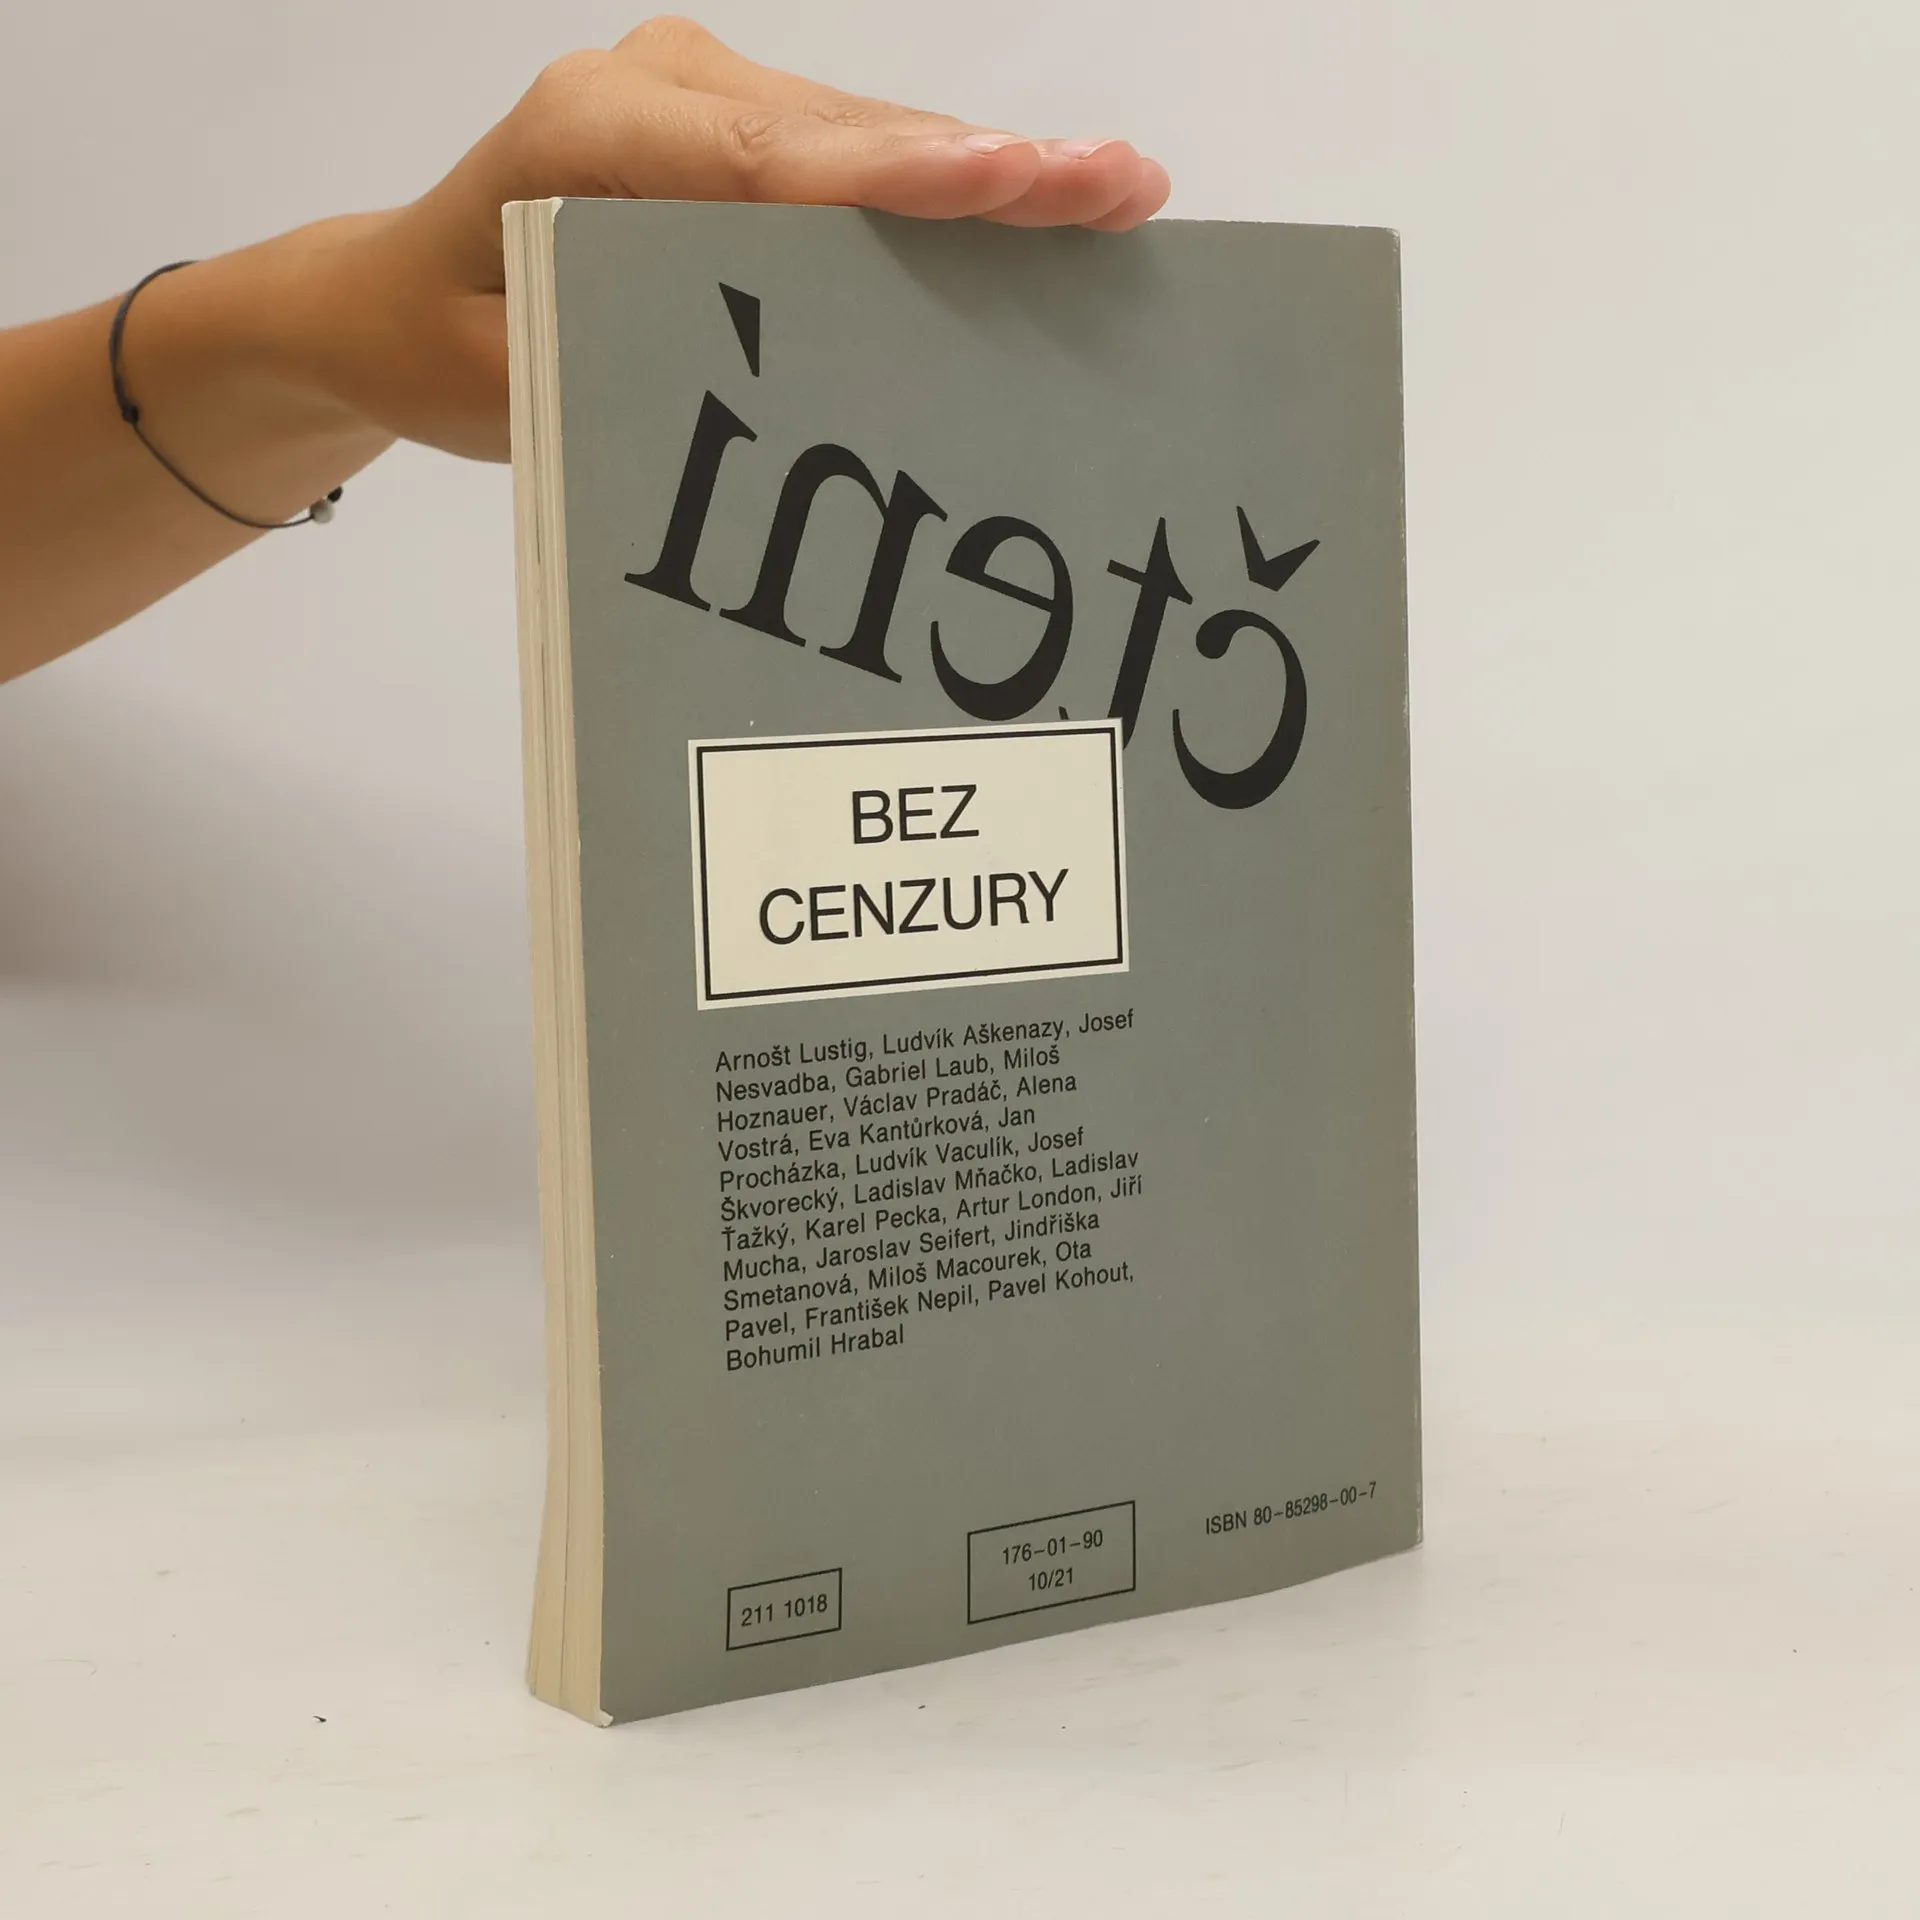 čtení
BEZ
CENZURY
Arnošt Lustig, Ludvík Aškenazy, Josef
Nesvadba, Gabriel Laub, Miloš
Hoznauer, Václav Pradáč, Alena
Vostrá, Eva Kantůrková, Jan
Procházka, Ludvík Vaculík, Josef
Škvorecký, Ladislav Mňačko, Ladislav
Ťažký, Karel Pecka, Artur London, Jiří
Mucha, Jaroslav Seifert, Jindřiška
Smetanová, Miloš Macourek, Ota
Pavel, František Nepil, Pavel Kohout,
Bohumil Hrabal
211 1018
176-01-90
10/21
ISBN 80-85298-00-7